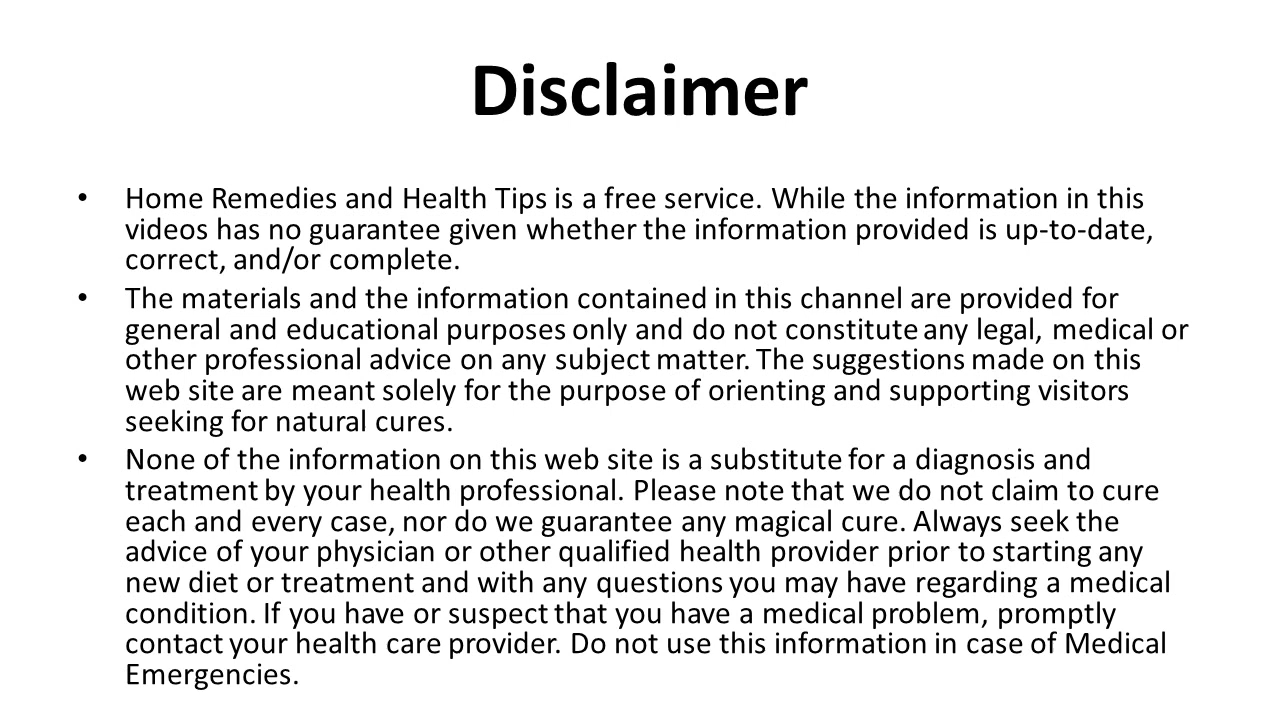 Disclaimer
• Home Remedies and Health Tips is a free service. While the information in this
videos has no guarantee given whether the information provided is up-to-date,
correct, and/or complete.
• The materials and the information contained in this channel are provided for
general and educational purposes only and do not constitute any legal, medical or
other professional advice on any subject matter. The suggestions made on this
web site are meant solely for the purpose of orienting and supporting visitors
seeking for natural cures.
• None of the information on this web site is a substitute for a diagnosis and
treatment by your health professional. Please note that we do not claim to cure
each and every case, nor do we guarantee any magical cure. Always seek the
advice of your physician or other qualified health provider prior to starting any
new diet or treatment and with any questions you may have regarding a medical
condition. If you have or suspect that you have a medical problem, promptly
contact your health care provider. Do not use this information in case of Medical
Emergencies.